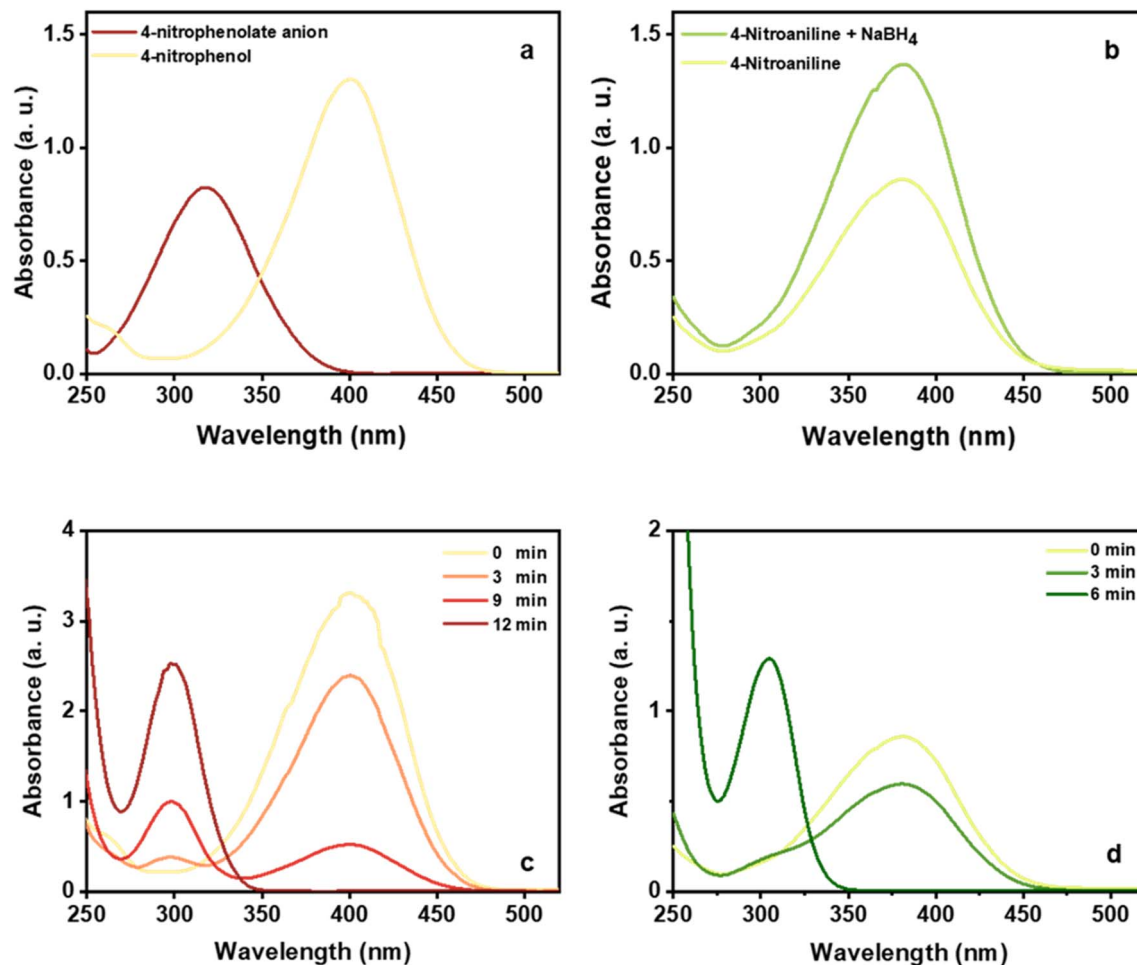 4-nitrophenolate anion
4-nitrophenol
a
1.5
1.0
0.5
0.0
Absorbance (a. u.)
250 300 350 400 450 500
Wavelength (nm)
4-Nitroaniline + NaBH4
4-Nitroaniline
b
1.5
1.0
0.5
0.0
Absorbance (a. u.)
250 300 350 400 450 500
Wavelength (nm)
0 min
3 min
9 min
12 min
c
4
3
2
1
0
Absorbance (a. u.)
250 300 350 400 450 500
Wavelength (nm)
0 min
3 min
6 min
d
2
1
0
Absorbance (a. u.)
250 300 350 400 450 500
Wavelength (nm)